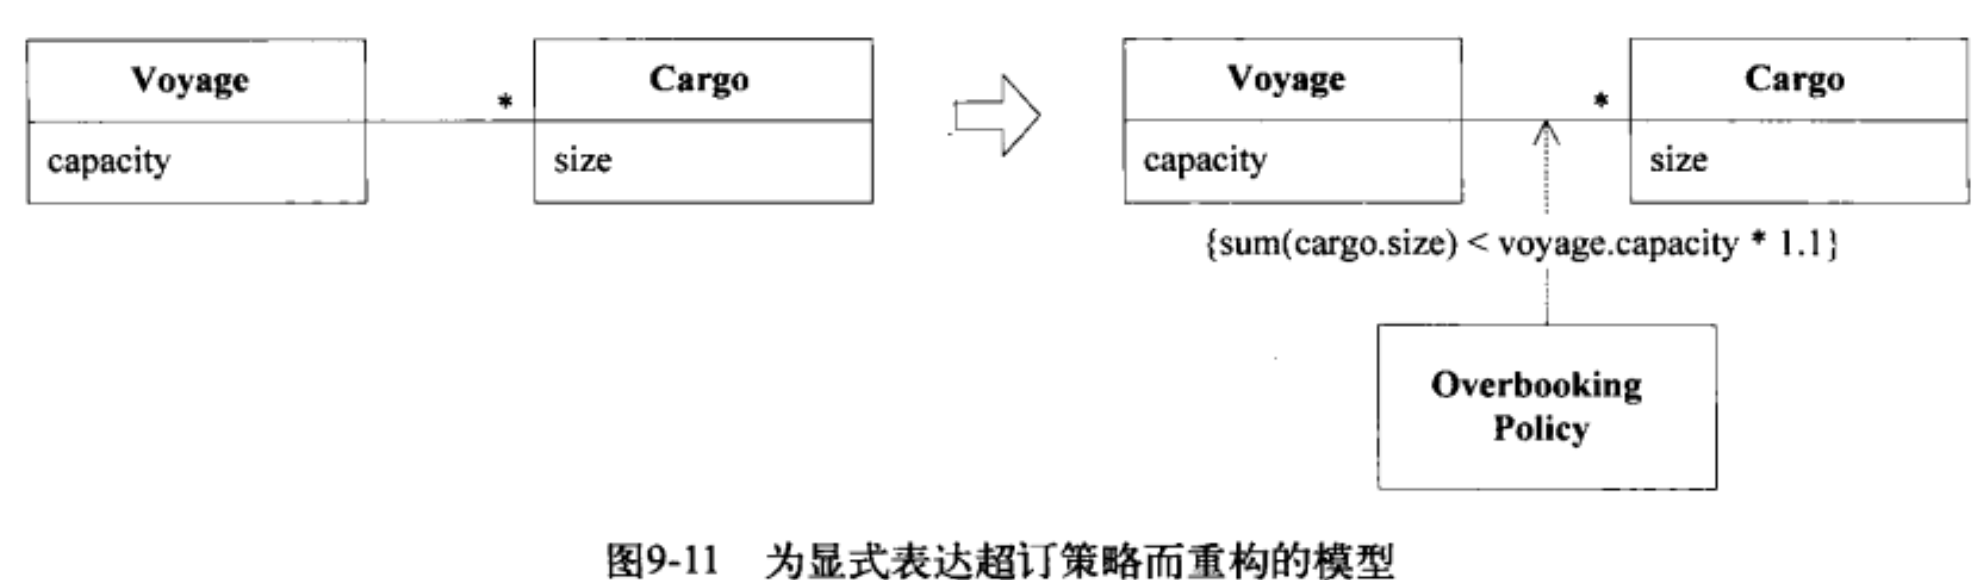 Voyage
capacity
*
Cargo
size
Voyage
capacity
*
Cargo
size
{sum(cargo.size) < voyage.capacity * 1.1}
Overbooking
Policy
图9-11 为显式表达超订策略而重构的模型